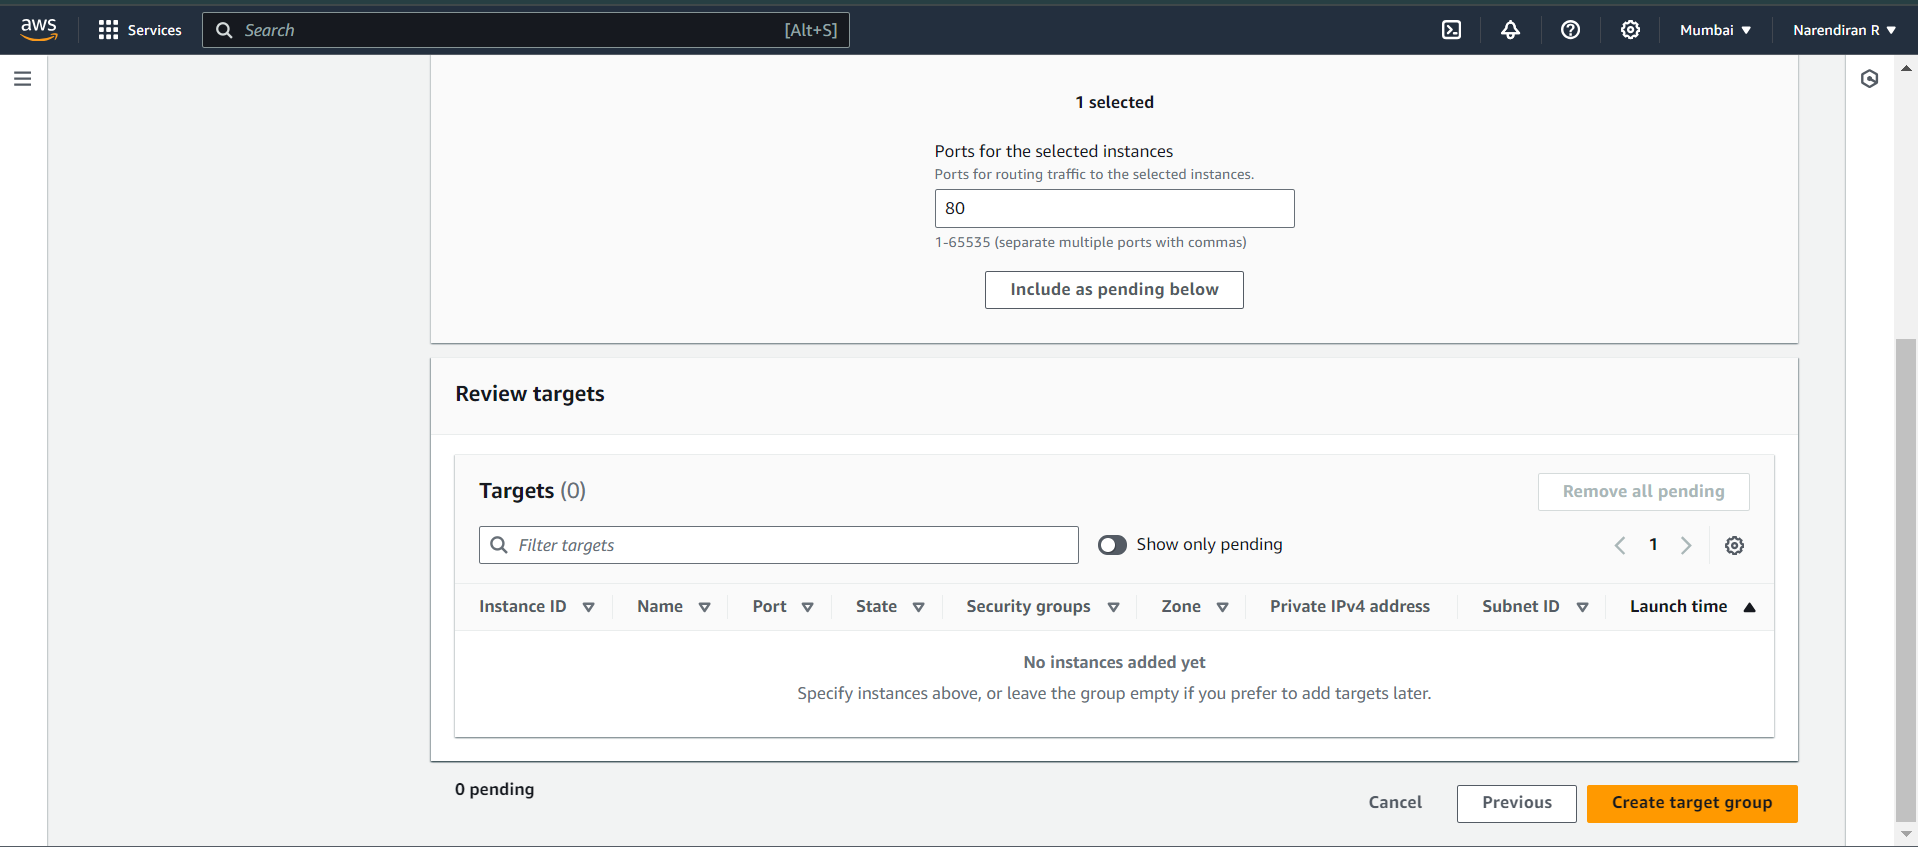 aws
Services
Search
[Alt+S]
Mumbai
Narendiran R
1 selected
Ports for the selected instances
Ports for routing traffic to the selected instances.
80
1-65535 (separate multiple ports with commas)
Include as pending below
Review targets
Targets (0)
Remove all pending
Filter targets
Show only pending
1
Instance ID
Name
Port
State
Security groups
Zone
Private IPv4 address
Subnet ID
Launch time
No instances added yet
Specify instances above, or leave the group empty if you prefer to add targets later.
0 pending
Cancel
Previous
Create target group